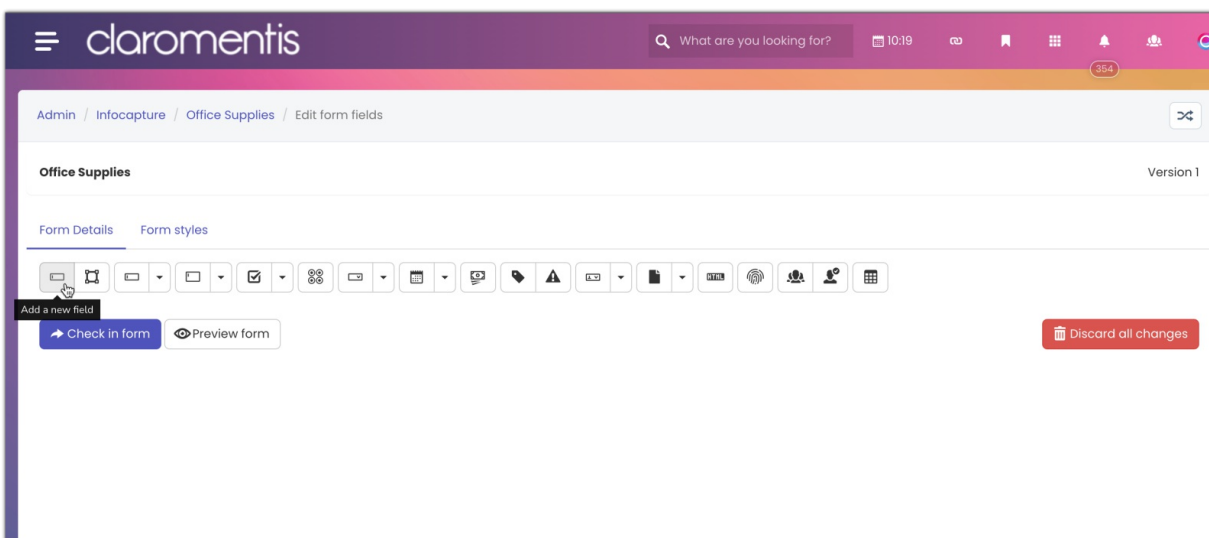 claromentis
What are you looking for?
10:19
354
Admin / Infocapture / Office Supplies / Edit form fields
Office Supplies
Version 1
Form Details
Form styles
HTML
Add a new field
Check in form
Preview form
Discard all changes